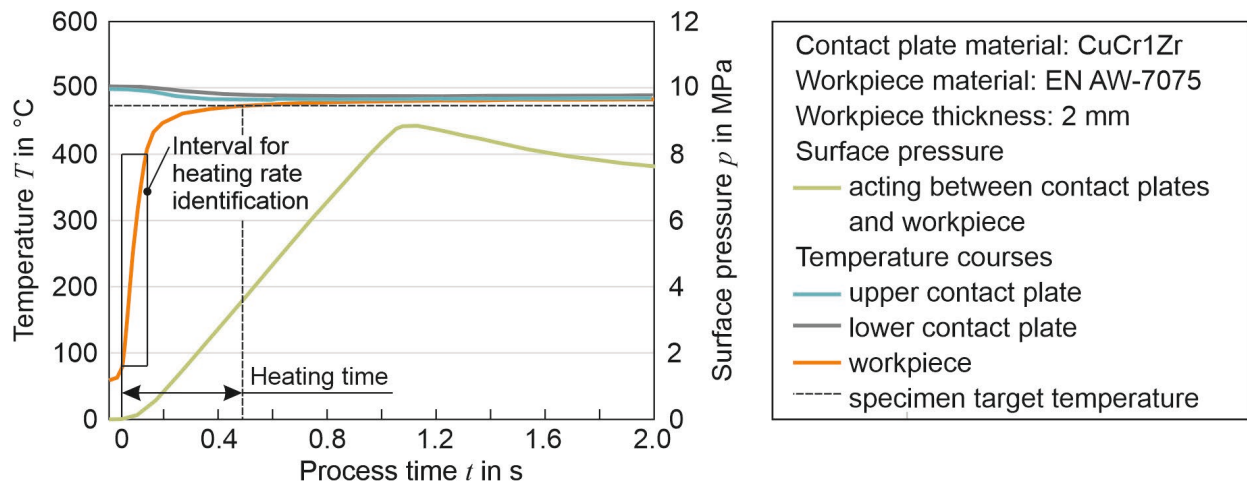 600
500
400
300
200
100
0
Temperature T in °C
12
10
8
6
4
2
0
Surface pressure p in MPa
Interval for
heating rate
identification
Heating time
0
0.4
0.8
1.2
1.6
2.0
Process time t in s
Contact plate material: CuCr1Zr
Workpiece material: EN AW-7075
Workpiece thickness: 2 mm
Surface pressure
acting between contact plates
and workpiece
Temperature courses
upper contact plate
lower contact plate
workpiece
specimen target temperature